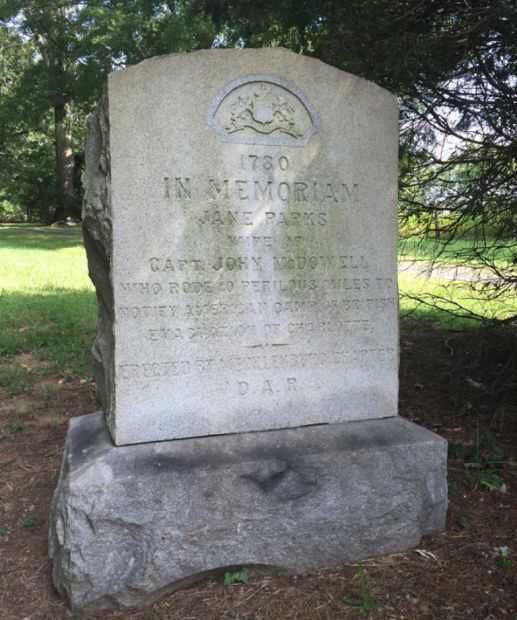 1780
IN MEMORIAM
JANE PARKS
WIFE OF
CAPT. JOHN McDOWELL
WHO RODE 10 PERILOUS MILES TO
NOTIFY AMERICAN CAMP OF BRITISH
EVACUATION OF CHARLOTTE.
ERECTED BY MECKLENBURG CHAPTER
D.A.R.